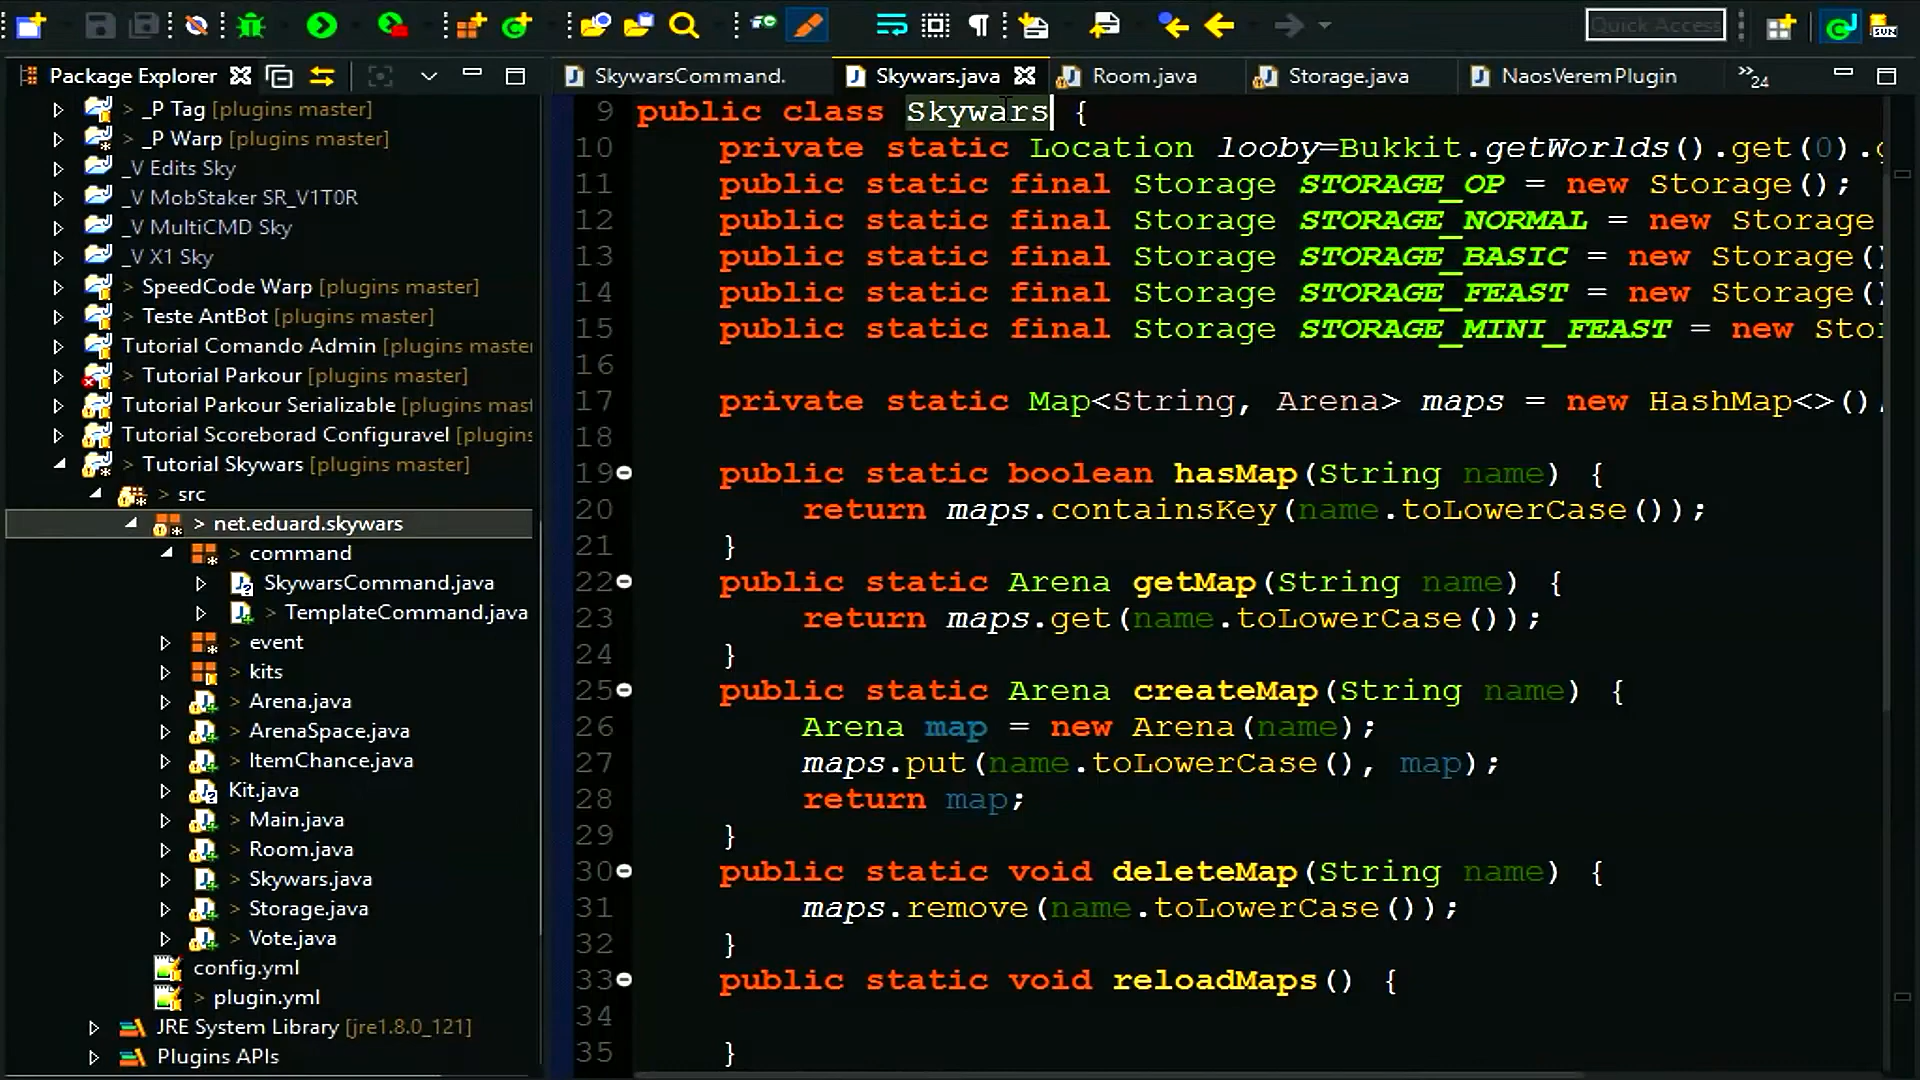 Quick Access
Package Explorer
SkywarsCommand.
Skywars.java
Room.java
Storage.java
NaosVeremPlugin
24
> _P Tag [plugins master]
> _P Warp [plugins master]
_V Edits Sky
_V MobStaker SR_V1T0R
_V MultiCMD Sky
_V X1 Sky
> SpeedCode Warp [plugins master]
> Teste AntBot [plugins master]
Tutorial Comando Admin [plugins master
> Tutorial Parkour [plugins master]
Tutorial Parkour Serializable [plugins mast
Tutorial Scoreborad Configuravel [plugins
> Tutorial Skywars [plugins master]
> src
> net.eduard.skywars
> command
SkywarsCommand.java
> TemplateCommand.java
> event
> kits
> Arena.java
> ArenaSpace.java
> ItemChance.java
Kit.java
> Main.java
> Room.java
> Skywars.java
> Storage.java
> Vote.java
config.yml
> plugin.yml
JRE System Library [jre1.8.0_121]
Plugins APIs
9 public class Skywars {
10 private static Location looby=Bukkit.getWorlds().get(0).
11 public static final Storage STORAGE_OP = new Storage();
12 public static final Storage STORAGE_NORMAL = new Storage
13 public static final Storage STORAGE_BASIC = new Storage()
14 public static final Storage STORAGE_FEAST = new Storage()
15 public static final Storage STORAGE_MINI_FEAST = new Sto
16
17 private static Map<String, Arena> maps = new HashMap<>()
18
19 public static boolean hasMap(String name) {
20 return maps.containsKey(name.toLowerCase());
21 }
22 public static Arena getMap(String name) {
23 return maps.get(name.toLowerCase());
24 }
25 public static Arena createMap(String name) {
26 Arena map = new Arena(name);
27 maps.put(name.toLowerCase(), map);
28 return map;
29 }
30 public static void deleteMap(String name) {
31 maps.remove(name.toLowerCase());
32 }
33 public static void reloadMaps() {
34
35 }